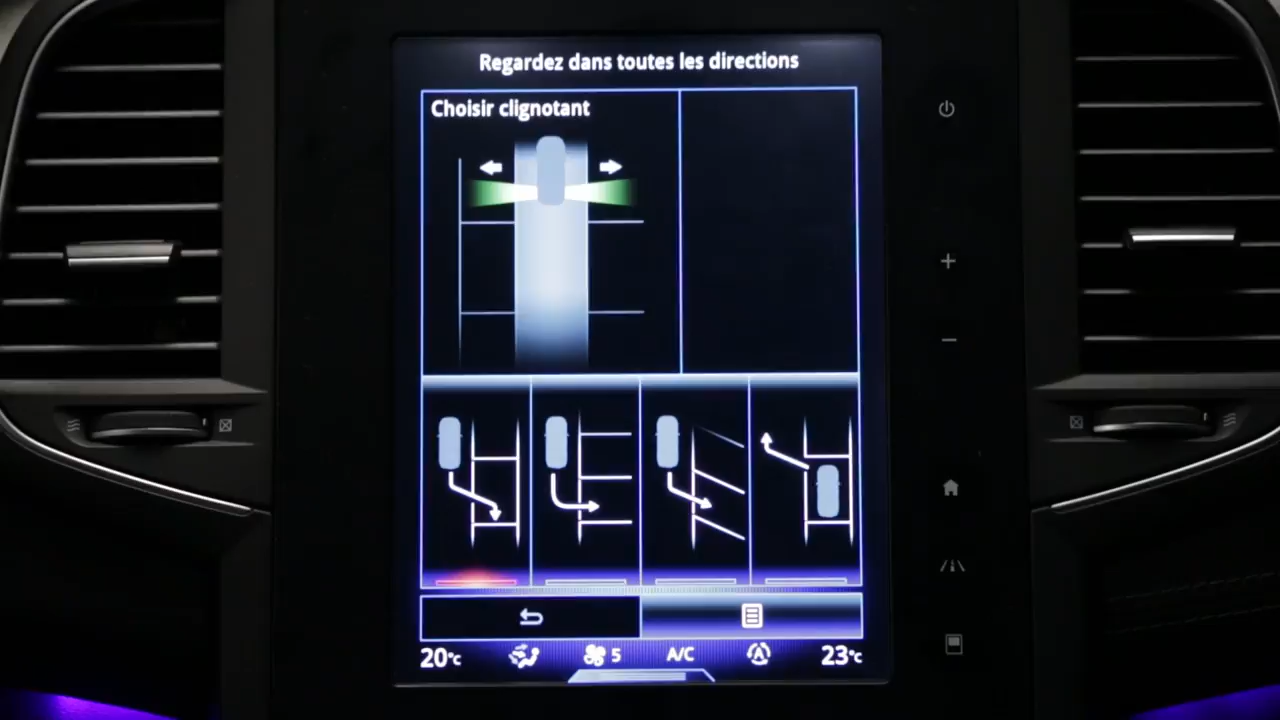 Regardez dans toutes les directions
Choisir clignotant
20°C
5
A/C
23°C